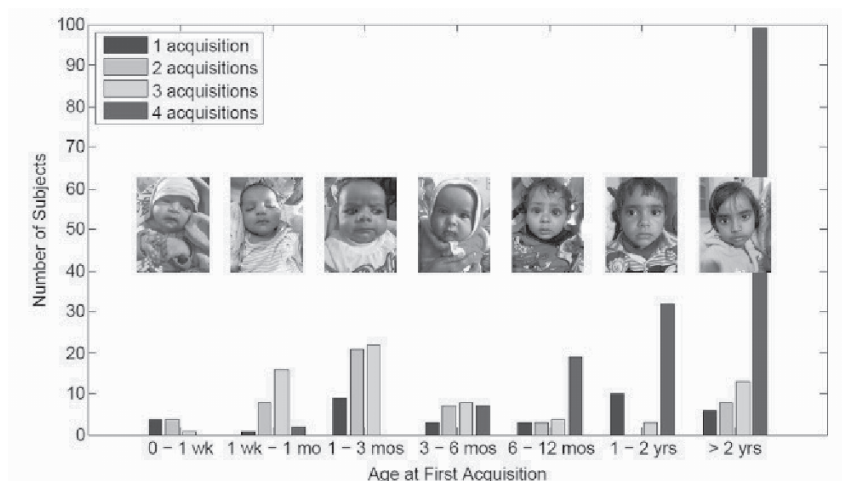 100
90
80
70
60
50
40
30
20
10
0
Number of Subjects
1 acquisition
2 acquisitions
3 acquisitions
4 acquisitions
0 – 1 wk 1 wk – 1 mo 1 – 3 mos 3 – 6 mos 6 – 12 mos 1 – 2 yrs > 2 yrs
Age at First Acquisition